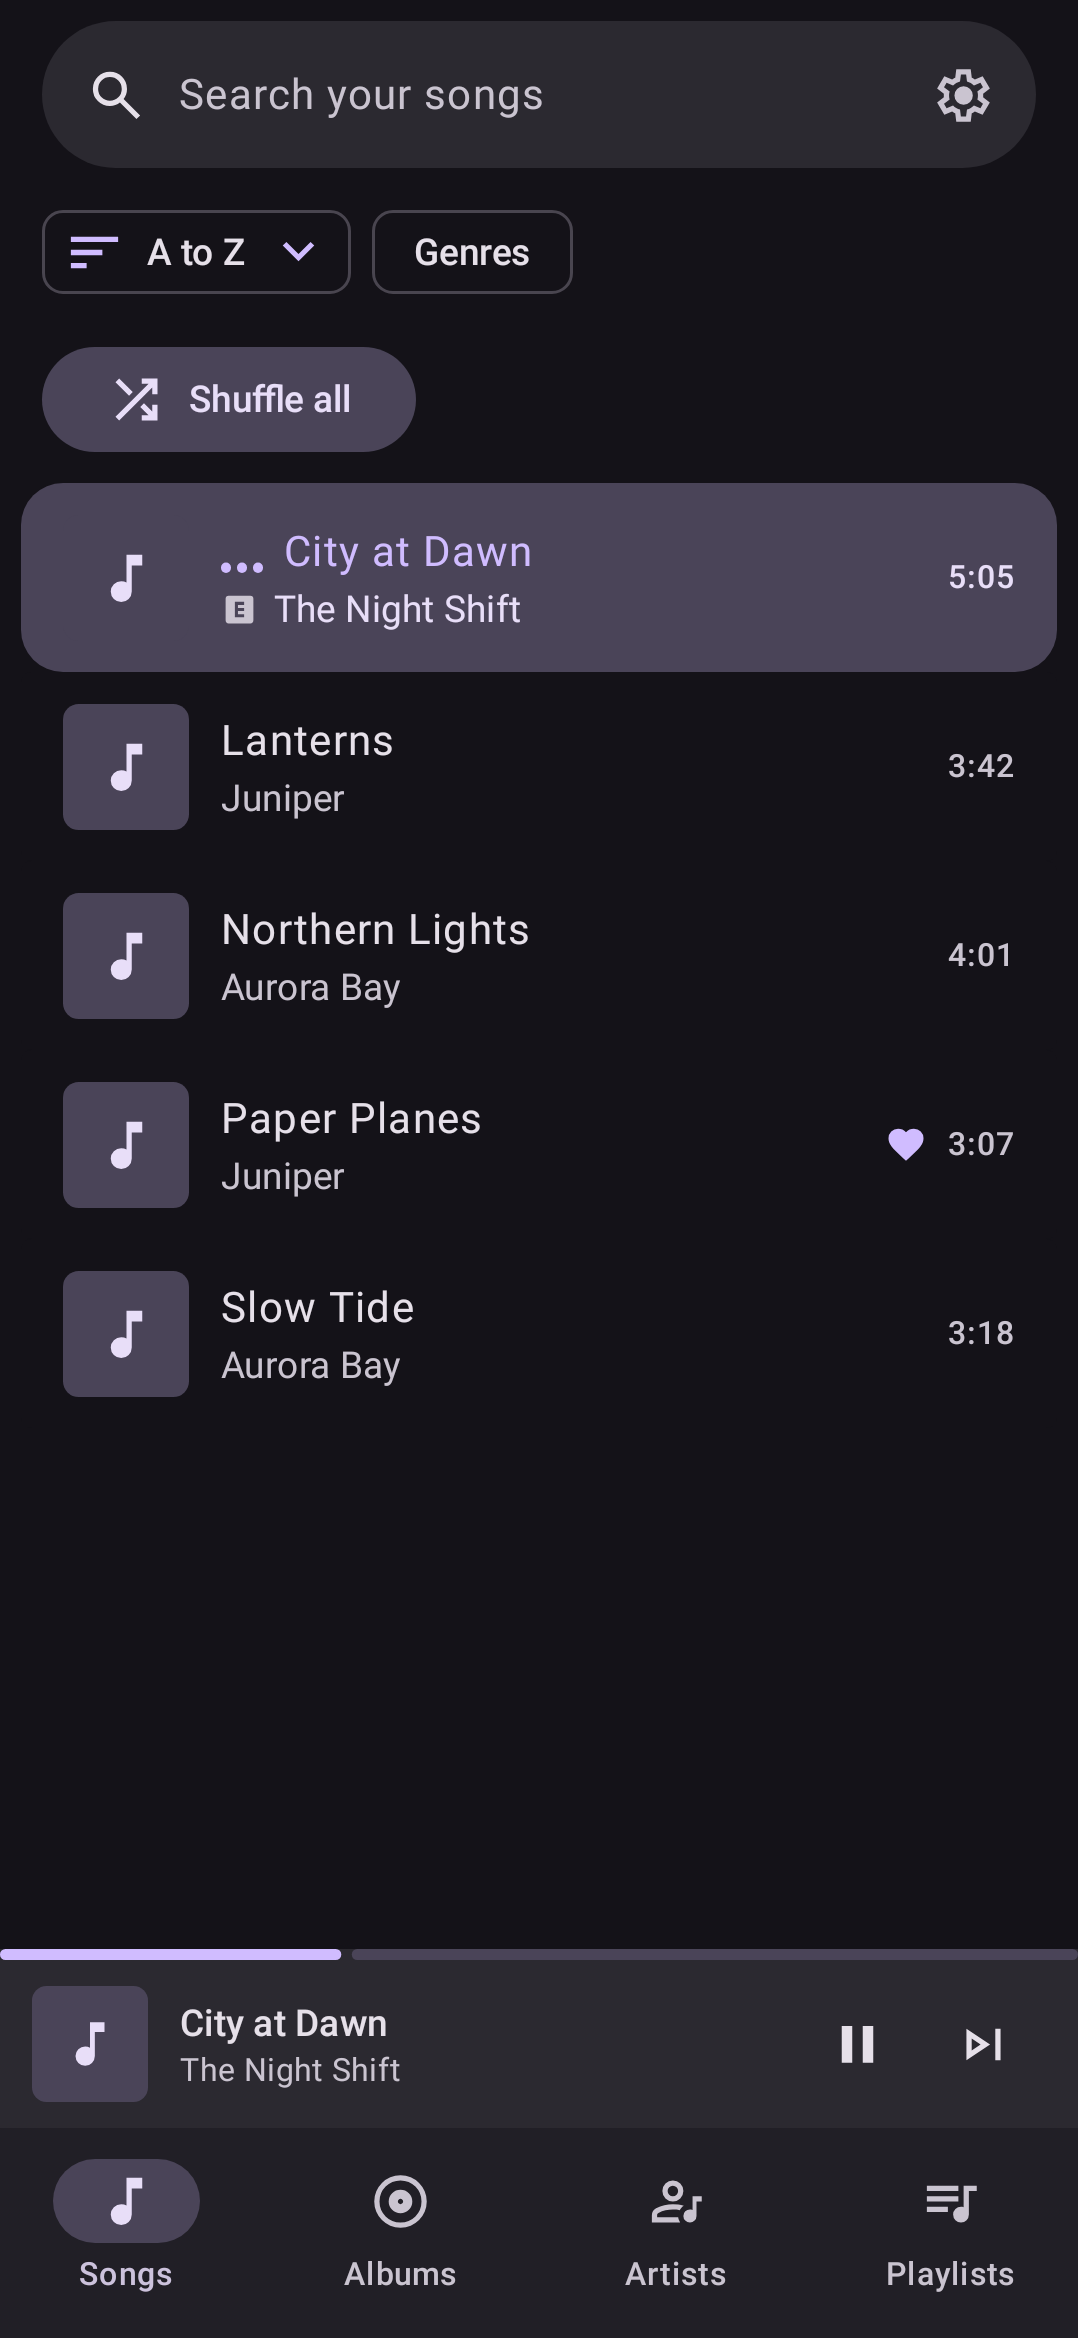 Search your songs
A to Z
Genres
Shuffle all
City at Dawn
E The Night Shift
5:05
Lanterns
Juniper
3:42
Northern Lights
Aurora Bay
4:01
Paper Planes
Juniper
3:07
Slow Tide
Aurora Bay
3:18
City at Dawn
The Night Shift
Songs
Albums
Artists
Playlists